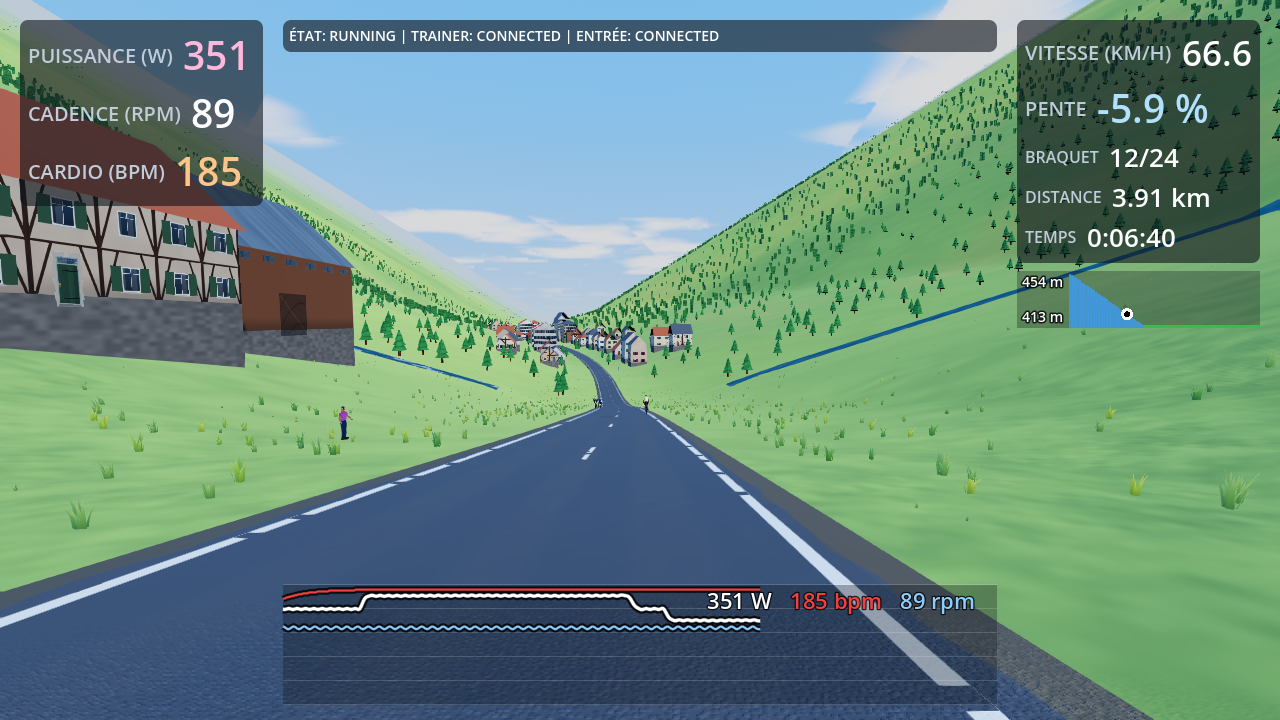 PUISSANCE (W) 351
CADENCE (RPM) 89
CARDIO (BPM) 185
ÉTAT: RUNNING | TRAINER: CONNECTED | ENTRÉE: CONNECTED
VITESSE (KM/H) 66.6
PENTE -5.9 %
BRAQUET 12/24
DISTANCE 3.91 km
TEMPS 0:06:40
454 m
413 m
351 W 185 bpm 89 rpm